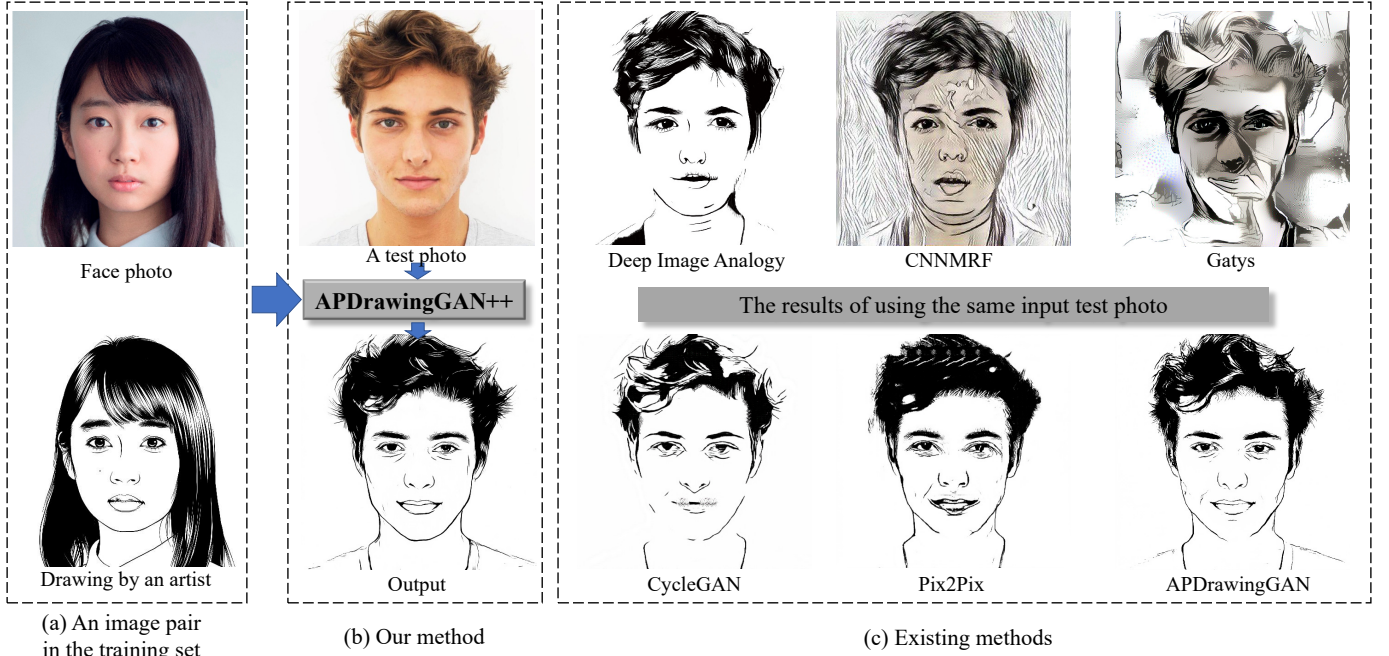 Face photo
Drawing by an artist
(a) An image pair
in the training set
A test photo
APDrawingGAN++
Output
(b) Our method
Deep Image Analogy
CNNMRF
Gatys
The results of using the same input test photo
CycleGAN
Pix2Pix
APDrawingGAN
(c) Existing methods